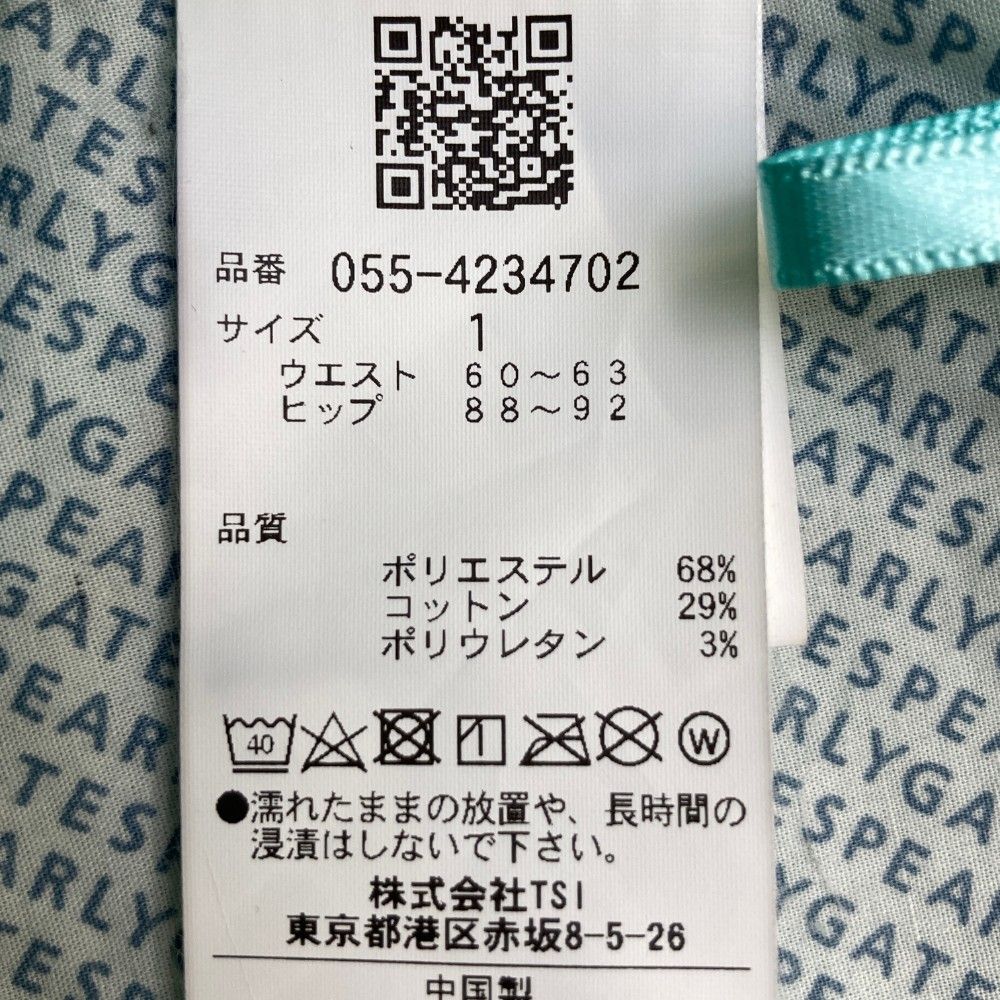 品番 055-4234702
サイズ 1
ウエスト 60～63
ヒップ 88～92
品質
ポリエステル 68%
コットン 29%
ポリウレタン 3%
40 W
●濡れたままの放置や、長時間の
浸漬はしないで下さい。
株式会社TSI
東京都港区赤坂8-5-26
中国製
PEARLY GATES